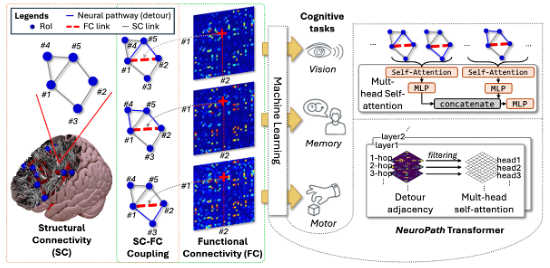 Legends
Neural pathway (detour)
RoI
FC link
SC link
#4
#5
#1
#2
#3
Structural
Connectivity
(SC)
#4
#5
#1
#2
#3
#4
#5
#1
#2
#3
#4
#5
#1
#2
#3
SC-FC
Coupling
#1
#2
#1
#2
#1
#2
Functional
Connectivity (FC)
Machine Learning
Cognitive
tasks
Vision
Memory
Motor
...
...
...
Self-Attention
Self-Attention
MLP
MLP
Mult-
head Self-
attention
concatenate
MLP
layer2
layer1
1-hop
2-hop
3-hop
filtering
head1
head2
head3
Detour
adjacency
Mult-head
self-attention
NeuroPath Transformer